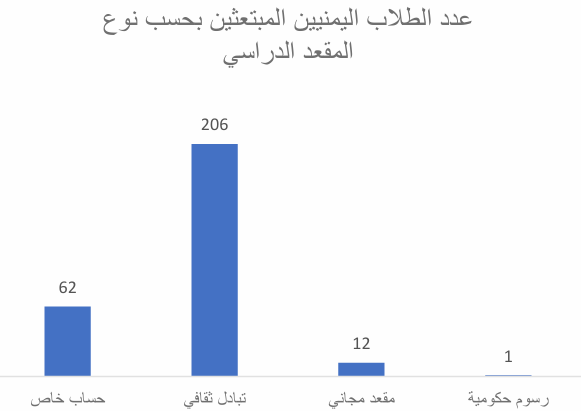 عدد الطلاب اليمنيين المبتعثين بحسب نوع
المقعد الدراسي
206
62
12
1
حساب خاص
تبادل ثقافي
مقعد مجاني
رسوم حكومية